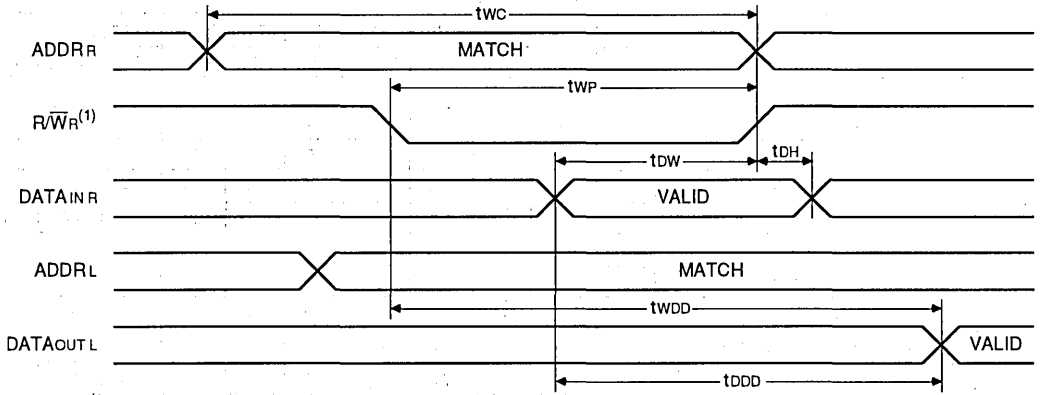 tWC
ADDRR MATCH
tWP
R/W̅R(1)
tDW tDH
DATAIN R VALID
ADDRL MATCH
tWDD
DATAOUT L VALID
tDDD